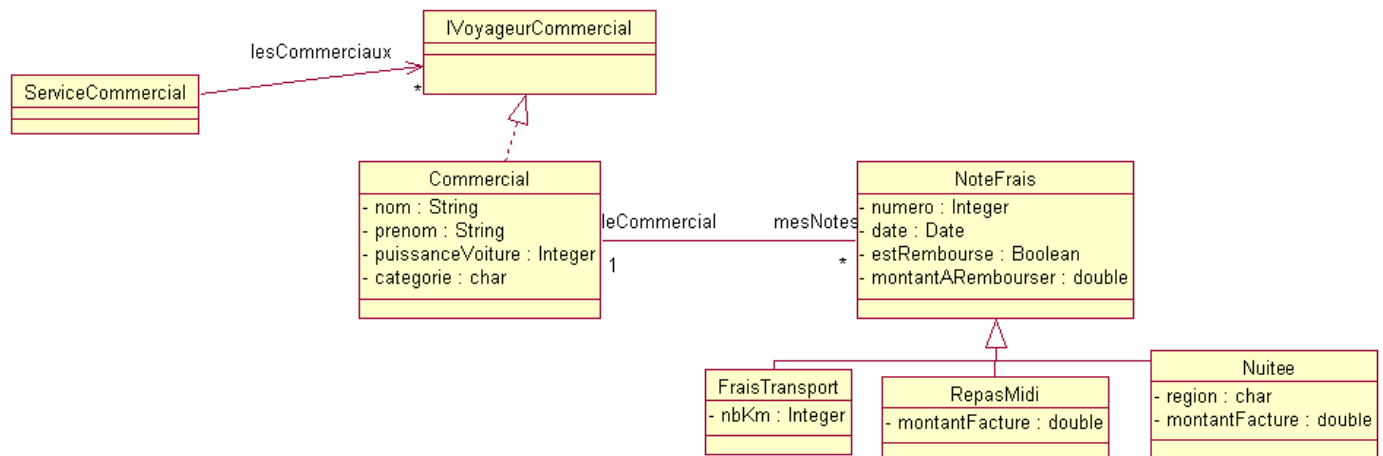 IVoyageurCommercial
lesCommerciaux
*
ServiceCommercial
Commercial
- nom : String
- prenom : String
- puissanceVoiture : Integer
- categorie : char
leCommercial
1
mesNotes
*
NoteFrais
- numero : Integer
- date : Date
- estRembourse : Boolean
- montantARembourser : double
FraisTransport
- nbKm : Integer
RepasMidi
- montantFacture : double
Nuitee
- region : char
- montantFacture : double